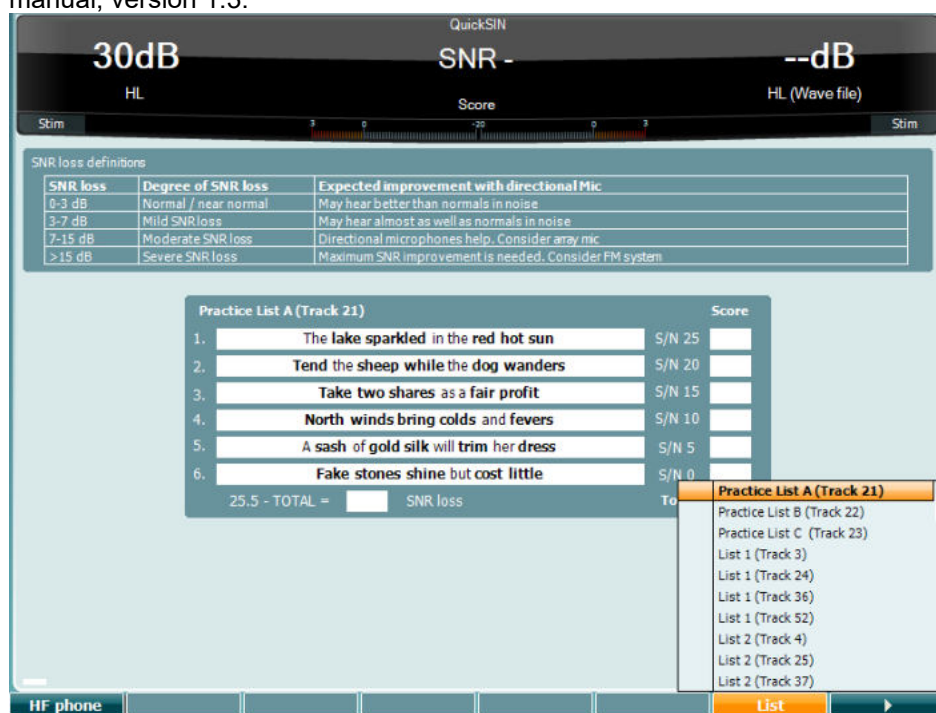 manual, version 1.3.
QuickSIN
30dB SNR - --dB
HL HL (Wave file)
Score
Stim 3 0 -20 0 3 Stim
SNR loss definitions
SNR loss Degree of SNR loss Expected improvement with directional Mic
0-3 dB Normal / near normal May hear better than normals in noise
3-7 dB Mild SNR loss May hear almost as well as normals in noise
7-15 dB Moderate SNR loss Directional microphones help. Consider array mic
>15 dB Severe SNR loss Maximum SNR improvement is needed. Consider FM system
Practice List A (Track 21) Score
1. The lake sparkled in the red hot sun S/N 25
2. Tend the sheep while the dog wanders S/N 20
3. Take two shares as a fair profit S/N 15
4. North winds bring colds and fevers S/N 10
5. A sash of gold silk will trim her dress S/N 5
6. Fake stones shine but cost little S/N 0
25.5 - TOTAL = SNR loss To
Practice List A (Track 21)
Practice List B (Track 22)
Practice List C (Track 23)
List 1 (Track 3)
List 1 (Track 24)
List 1 (Track 36)
List 1 (Track 52)
List 2 (Track 4)
List 2 (Track 25)
List 2 (Track 37)
HF phone List